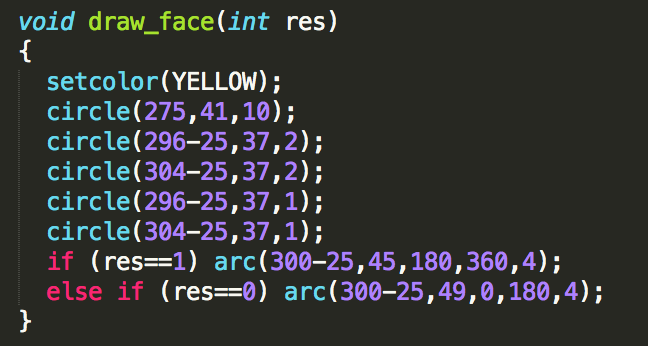 void draw_face(int res)
{
setcolor(YELLOW);
circle(275,41,10);
circle(296-25,37,2);
circle(304-25,37,2);
circle(296-25,37,1);
circle(304-25,37,1);
if (res==1) arc(300-25,45,180,360,4);
else if (res==0) arc(300-25,49,0,180,4);
}